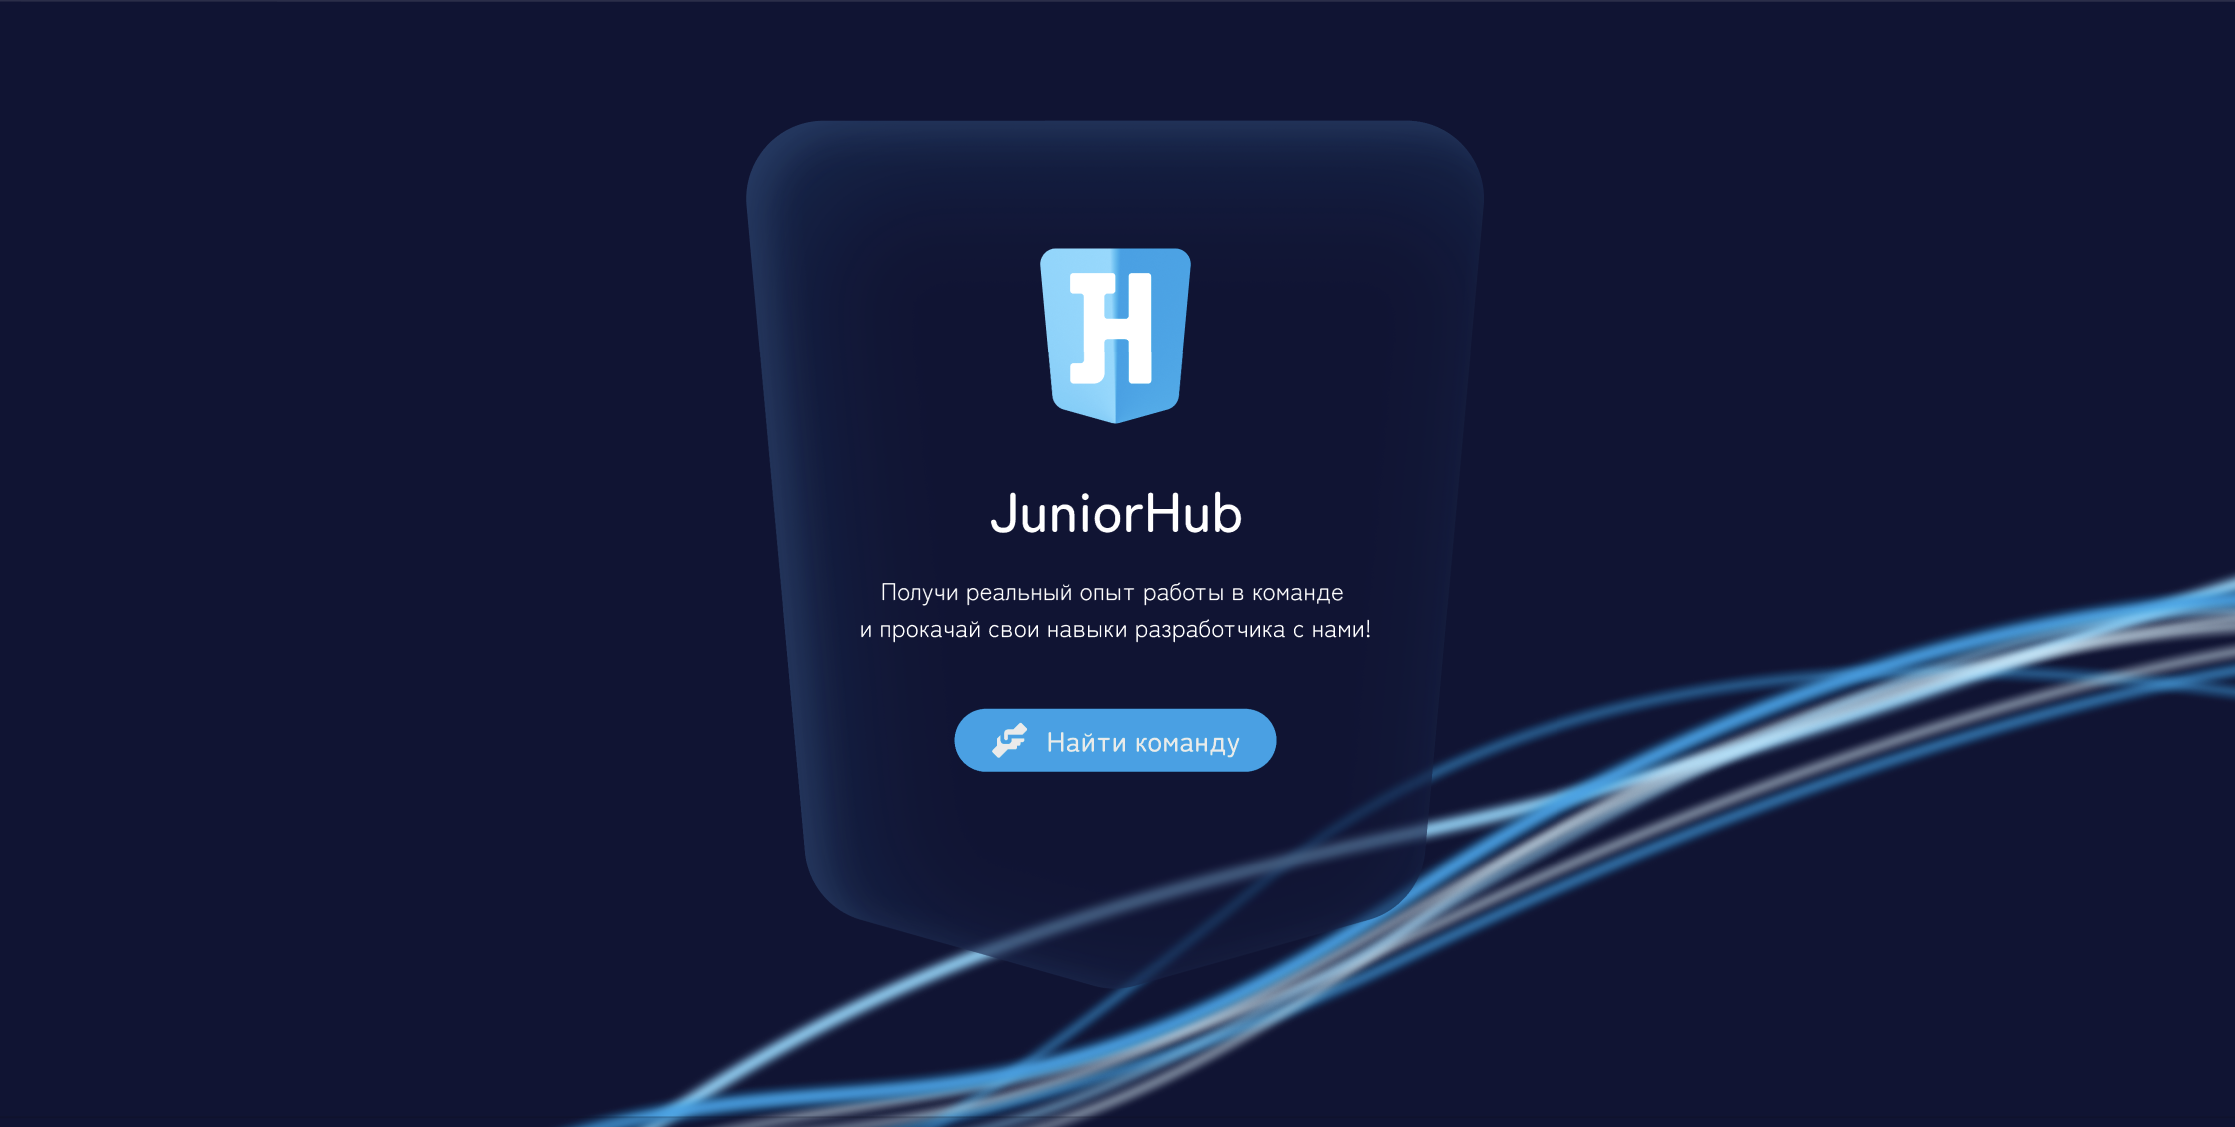 JH
JuniorHub
Получи реальный опыт работы в команде
и прокачай свои навыки разработчика с нами!
Найти команду